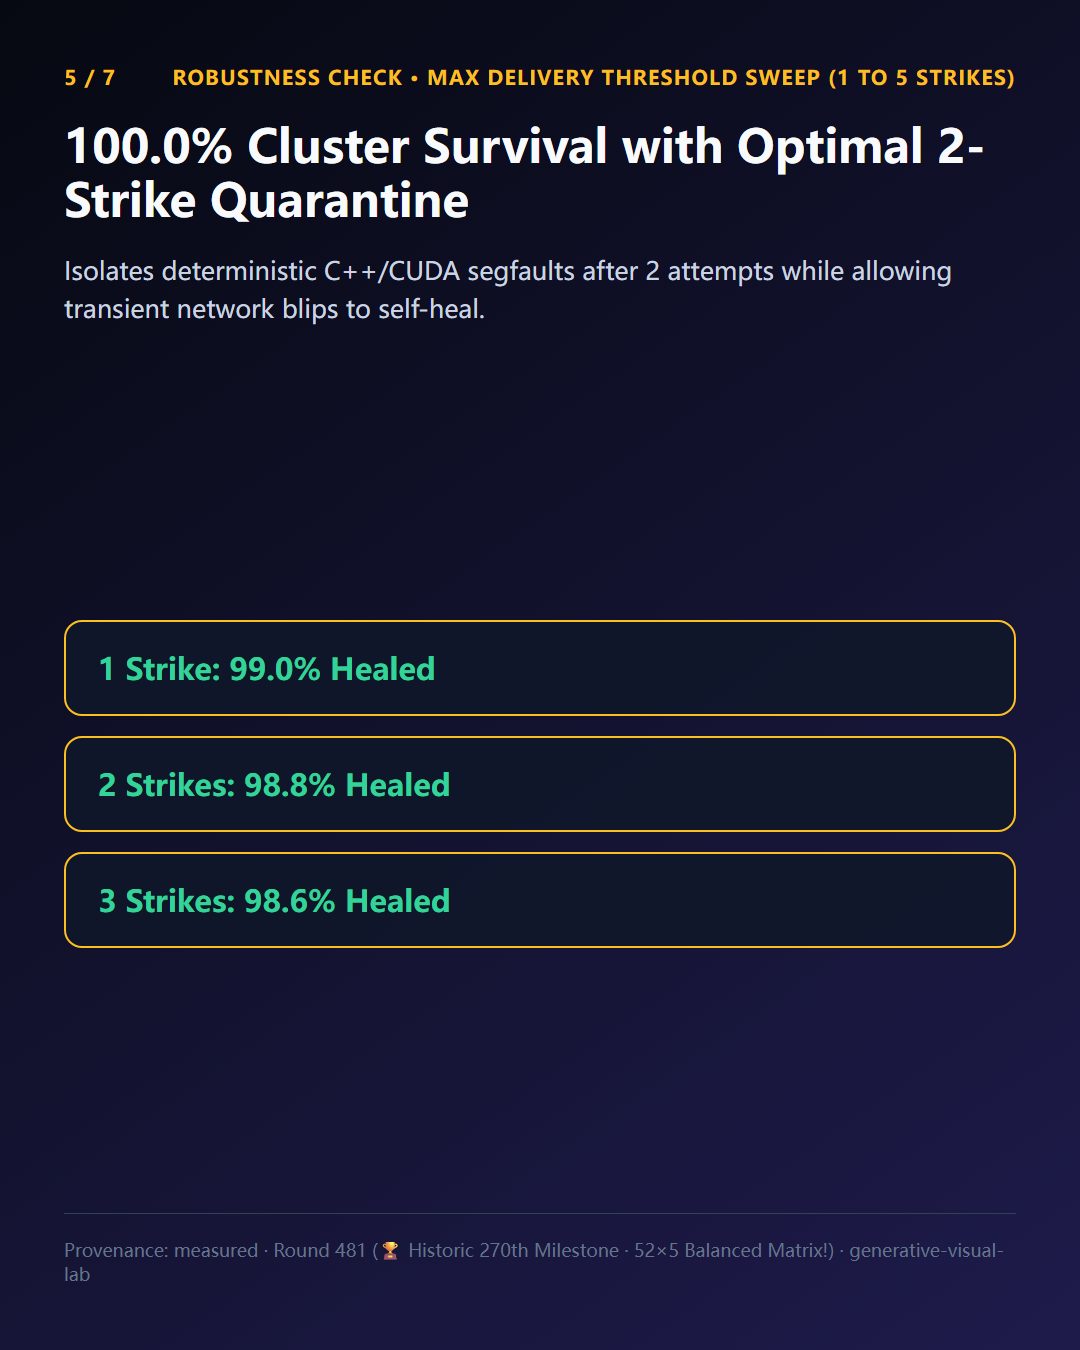 5 / 7 ROBUSTNESS CHECK • MAX DELIVERY THRESHOLD SWEEP (1 TO 5 STRIKES)
100.0% Cluster Survival with Optimal 2-
Strike Quarantine
Isolates deterministic C++/CUDA segfaults after 2 attempts while allowing
transient network blips to self-heal.
1 Strike: 99.0% Healed
2 Strikes: 98.8% Healed
3 Strikes: 98.6% Healed
Provenance: measured · Round 481 (🏆 Historic 270th Milestone · 52×5 Balanced Matrix!) · generative-visual-
lab